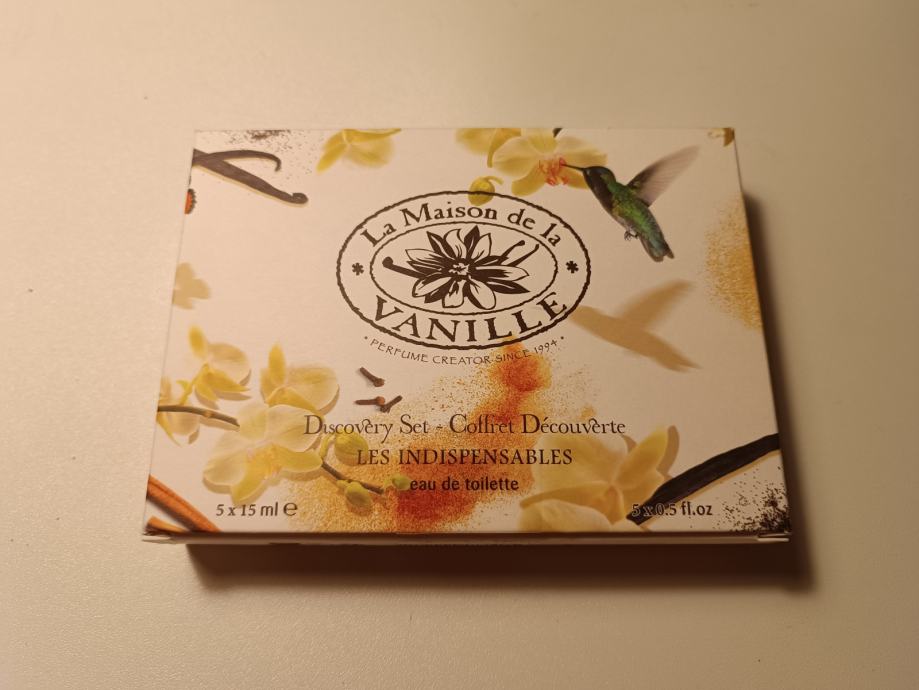 La Maison de la
VANILLE
· PERFUME CREATOR SINCE 1994 ·
Discovery Set - Coffret Découverte
LES INDISPENSABLES
eau de toilette
5 x 15 ml ℮
5 x 0.5 fl.oz